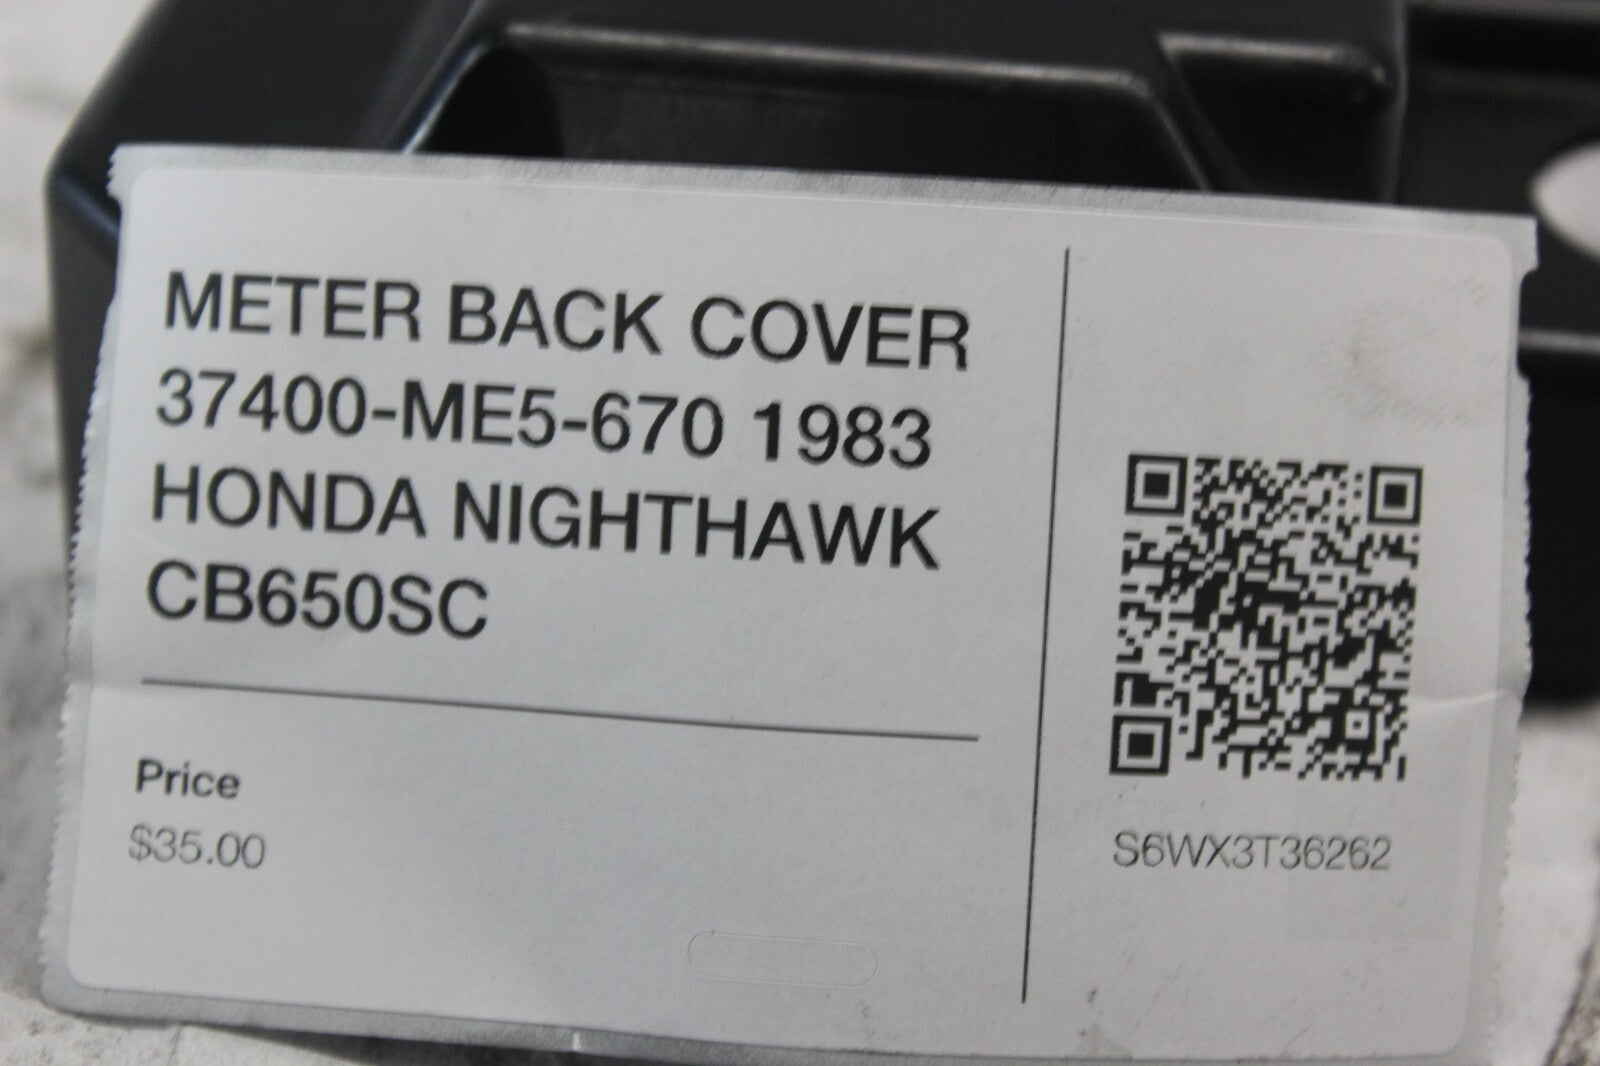 METER BACK COVER
37400-ME5-670 1983
HONDA NIGHTHAWK
CB650SC
Price
$35.00
S6WX3T36262